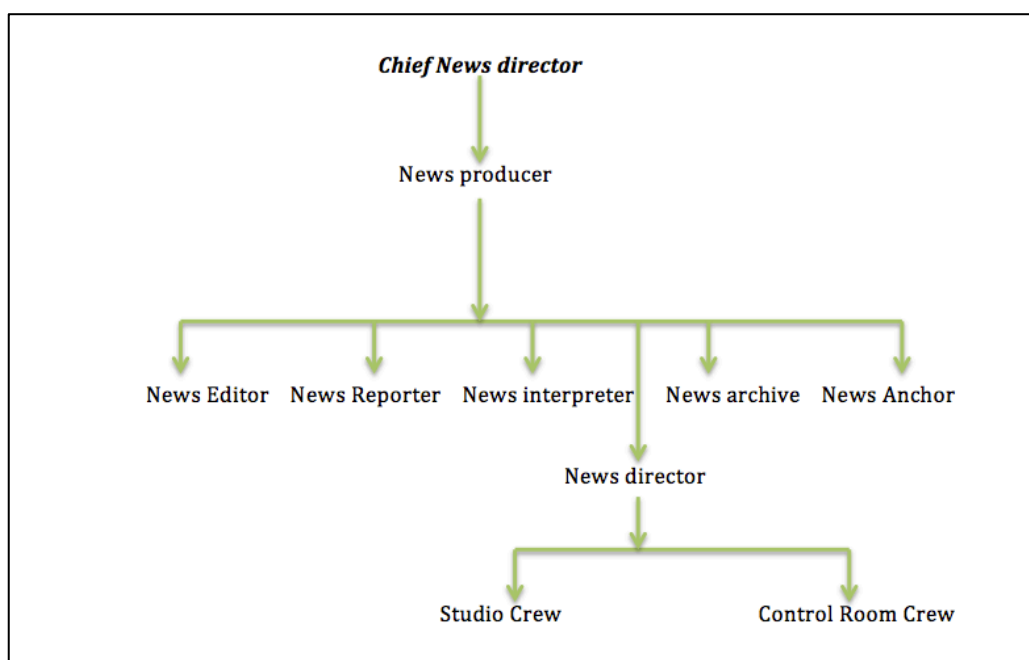 Chief News director
News producer
News Editor
News Reporter
News interpreter
News archive
News Anchor
News director
Studio Crew
Control Room Crew